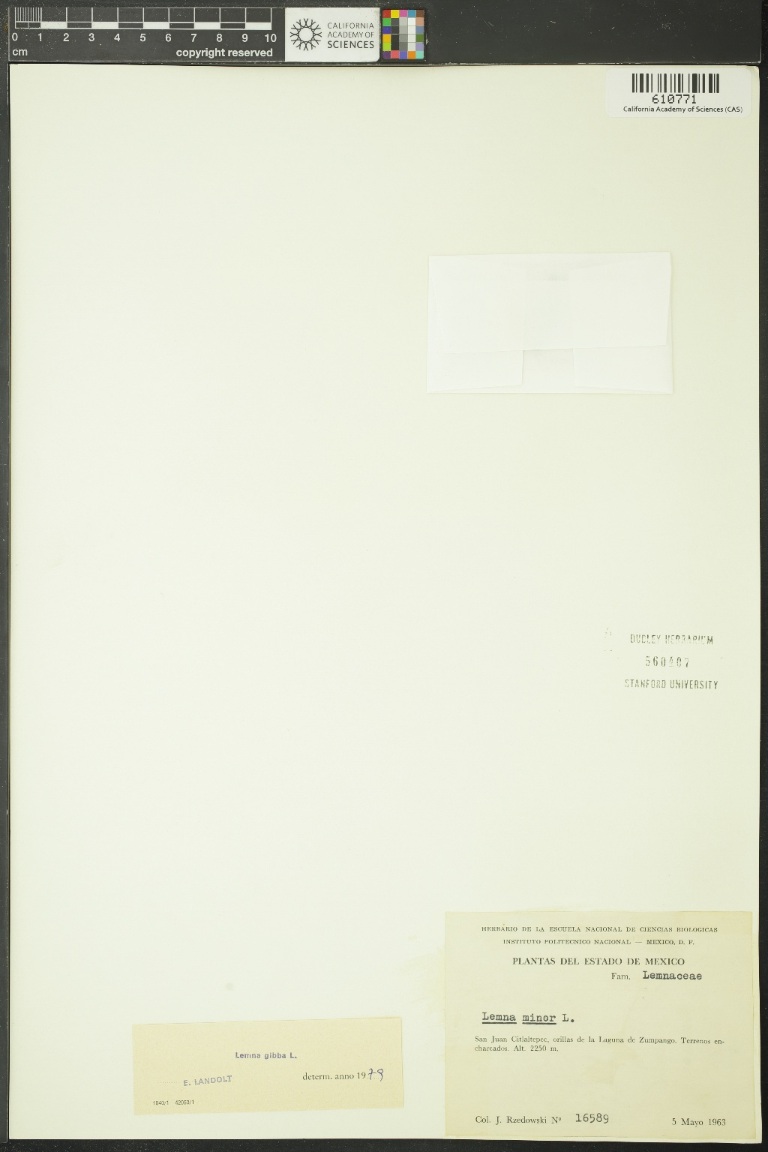 0 1 2 3 4 5 6 7 8 9 10
cm
copyright reserved
CALIFORNIA
ACADEMY OF
SCIENCES
610771
California Academy of Sciences (CAS)
DUDLEY HERBARIUM
STANFORD UNIVERSITY
HERBARIO DE LA ESCUELA NACIONAL DE CIENCIAS BIOLOGICAS
INSTITUTO POLITECNICO NACIONAL — MEXICO, D. F.
PLANTAS DEL ESTADO DE MEXICO
Fam. Lemnaceae
Lemna minor L.
San Juan Citlaltepec, orillas de la Laguna de Zumpango. Terrenos en-
charcados. Alt. 2250 m.
Col. J. Rzedowski Nº 16589 5 Mayo 1963
Lemna gibba L.
E. LANDOLT determ. anno 1979